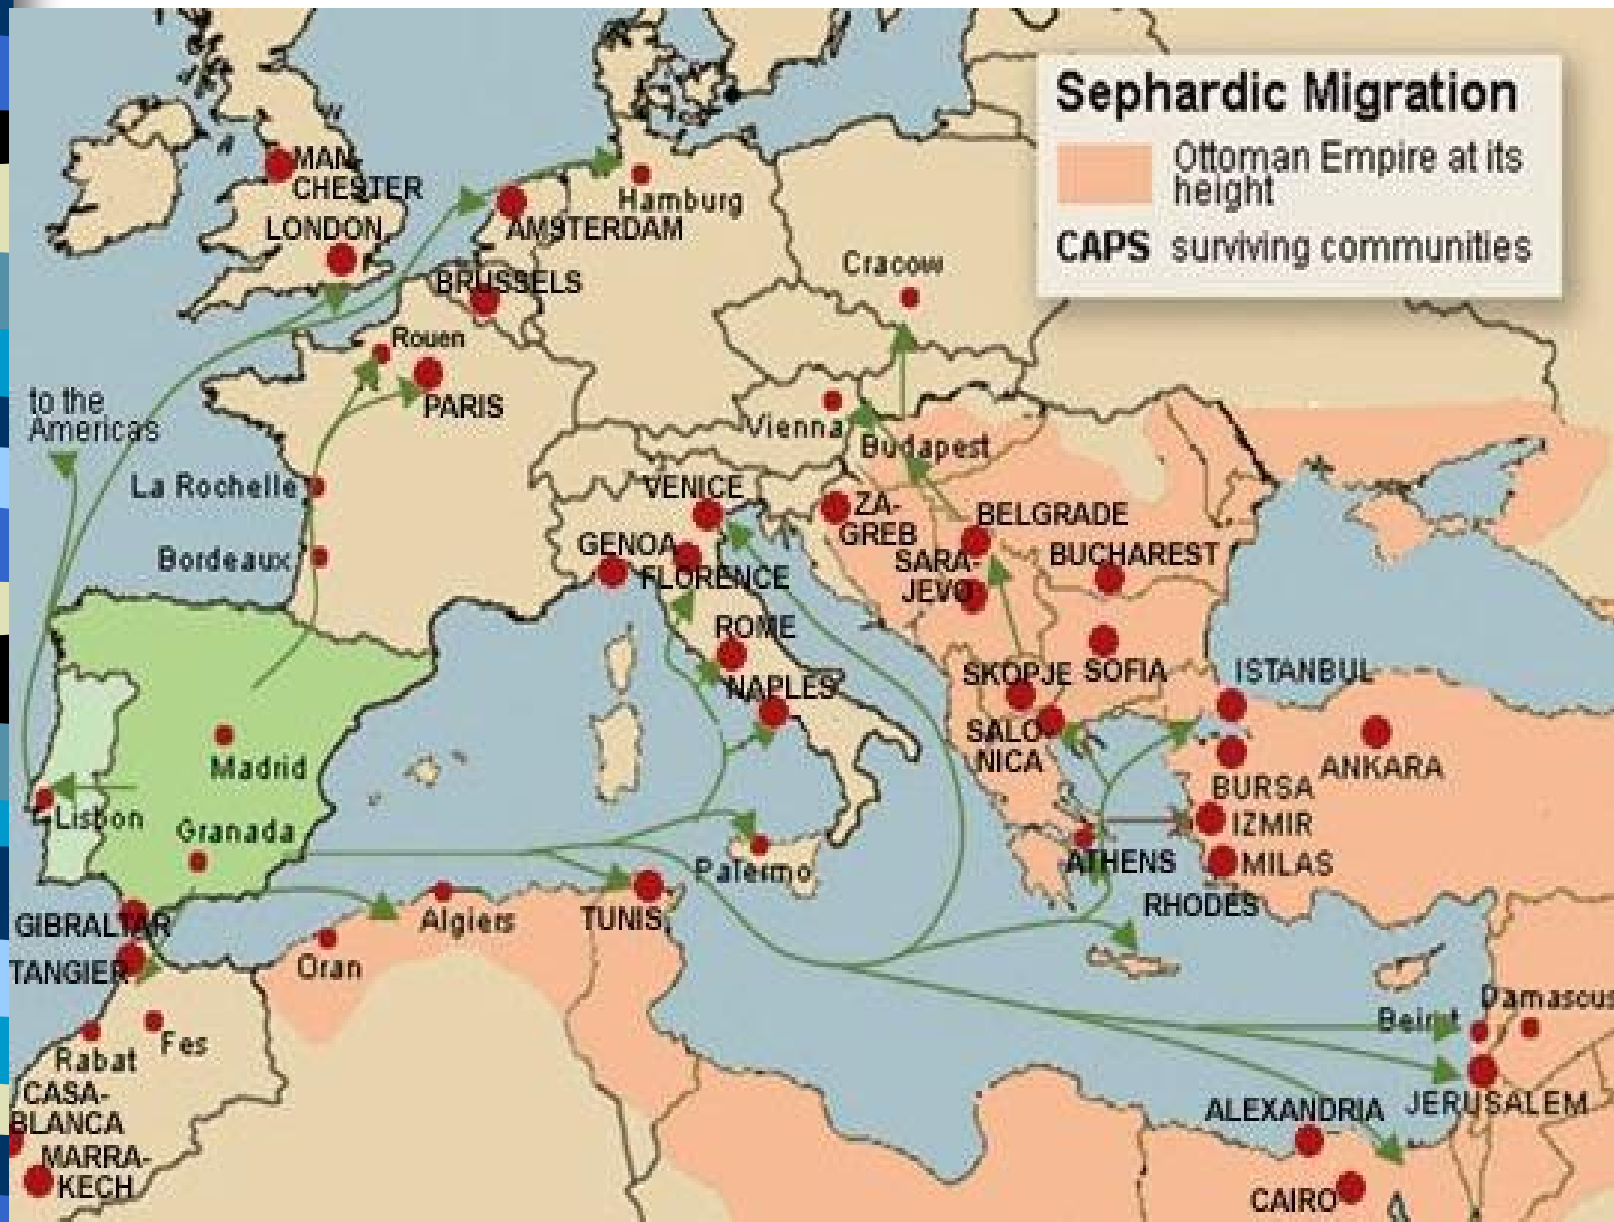 Sephardic Migration
Ottoman Empire at its
height
CAPS surviving communities
MAN-
CHESTER
LONDON
Hamburg
AMSTERDAM
BRUSSELS
Cracow
Rouen
PARIS
to the
Americas
Vienna
Budapest
La Rochelle
VENICE
ZA-
GREB
BELGRADE
Bordeaux
GENOA
FLORENCE
SARA-
JEVO
BUCHAREST
ROME
NAPLES
SKOPJE
SOFIA
ISTANBUL
SALO
NICA
Madrid
ANKARA
BURSA
Lisbon
Granada
IZMIR
Palermo
ATHENS
MILAS
RHODES
GIBRALTAR
Algiers
TUNIS
TANGIER
Oran
Damascus
Beirut
Rabat
Fes
CASA-
BLANCA
ALEXANDRIA
JERUSALEM
MARRA-
KECH
CAIRO